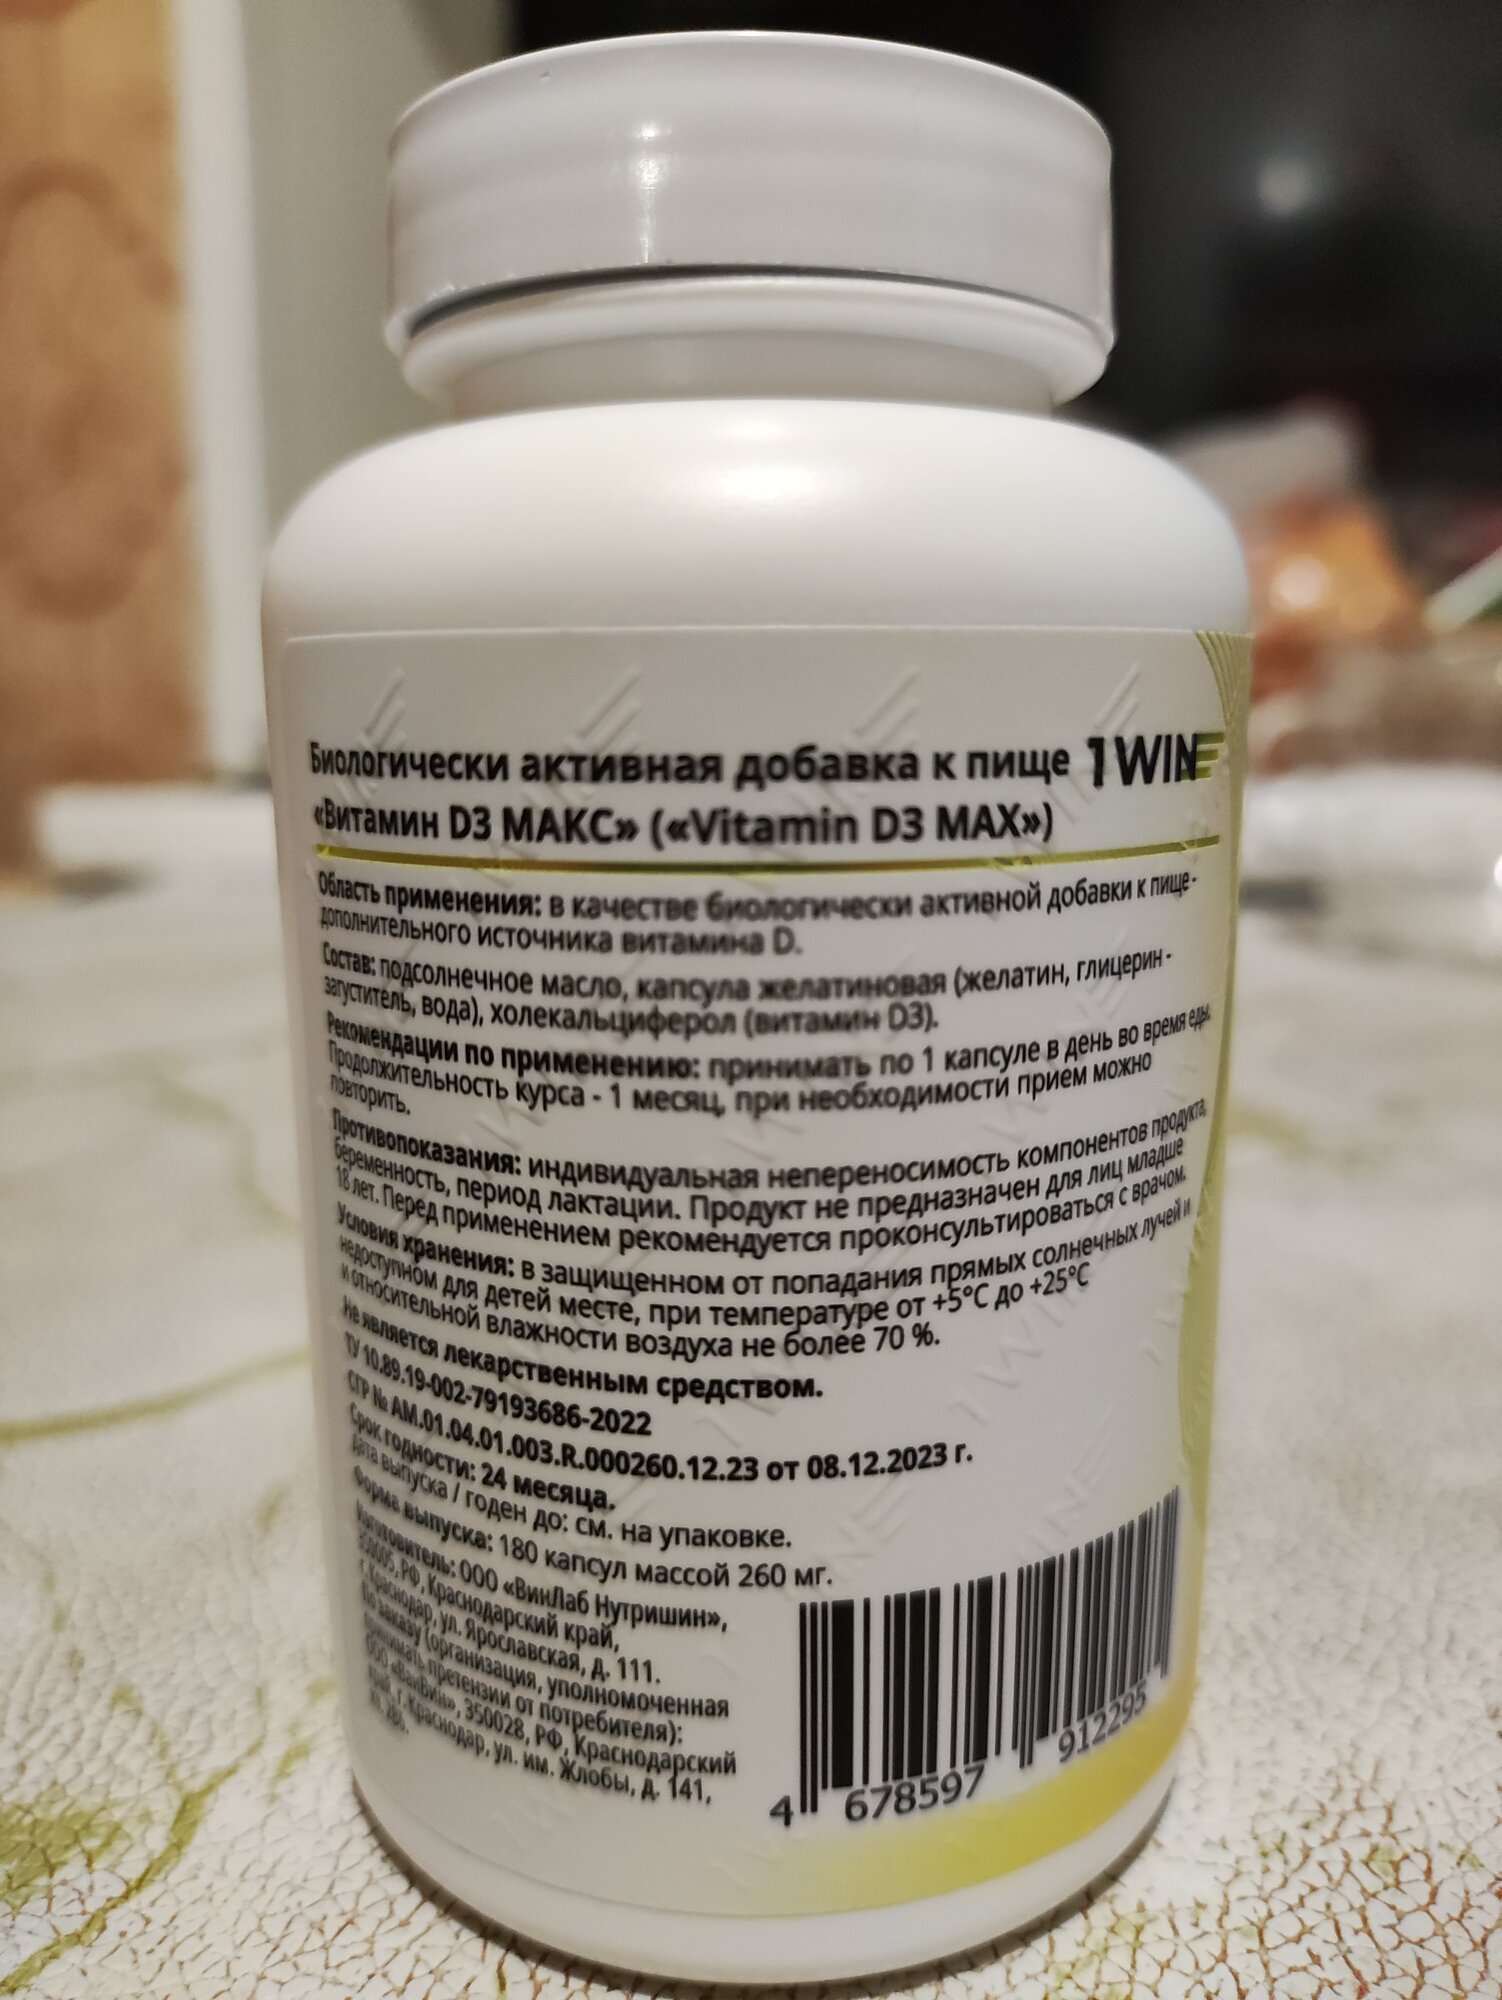 Биологически активная добавка к пище 1WIN
«Витамин D3 МАКС» («Vitamin D3 MAX»)
Область применения: в качестве биологически активной добавки к пище -
дополнительного источника витамина D.
Состав: подсолнечное масло, капсула желатиновая (желатин, глицерин -
загуститель, вода), холекальциферол (витамин D3).
Рекомендации по применению: принимать по 1 капсуле в день во время еды.
Продолжительность курса - 1 месяц, при необходимости прием можно
повторить.
Противопоказания: индивидуальная непереносимость компонентов продукта,
беременность, период лактации. Продукт не предназначен для лиц младше
18 лет. Перед применением рекомендуется проконсультироваться с врачом.
Условия хранения: в защищенном от попадания прямых солнечных лучей и
недоступном для детей месте, при температуре от +5°С до +25°С
и относительной влажности воздуха не более 70 %.
Не является лекарственным средством.
ТУ 10.89.19-002-79193686-2022
СГР № AM.01.04.01.003.R.000260.12.23 от 08.12.2023 г.
Срок годности: 24 месяца.
дата выпуска / годен до: см. на упаковке.
Форма выпуска: 180 капсул массой 260 мг.
Изготовитель: ООО «ВинЛаб Нутришин»,
350005, РФ, Краснодарский край,
г. Краснодар, ул. Ярославская, д. 111.
По заказу (организация, уполномоченная
принимать претензии от потребителя):
ООО «ВанВин», 350028, РФ, Краснодарский
край, г. Краснодар, ул. им. Жлобы, д. 141,
4 678597 912295